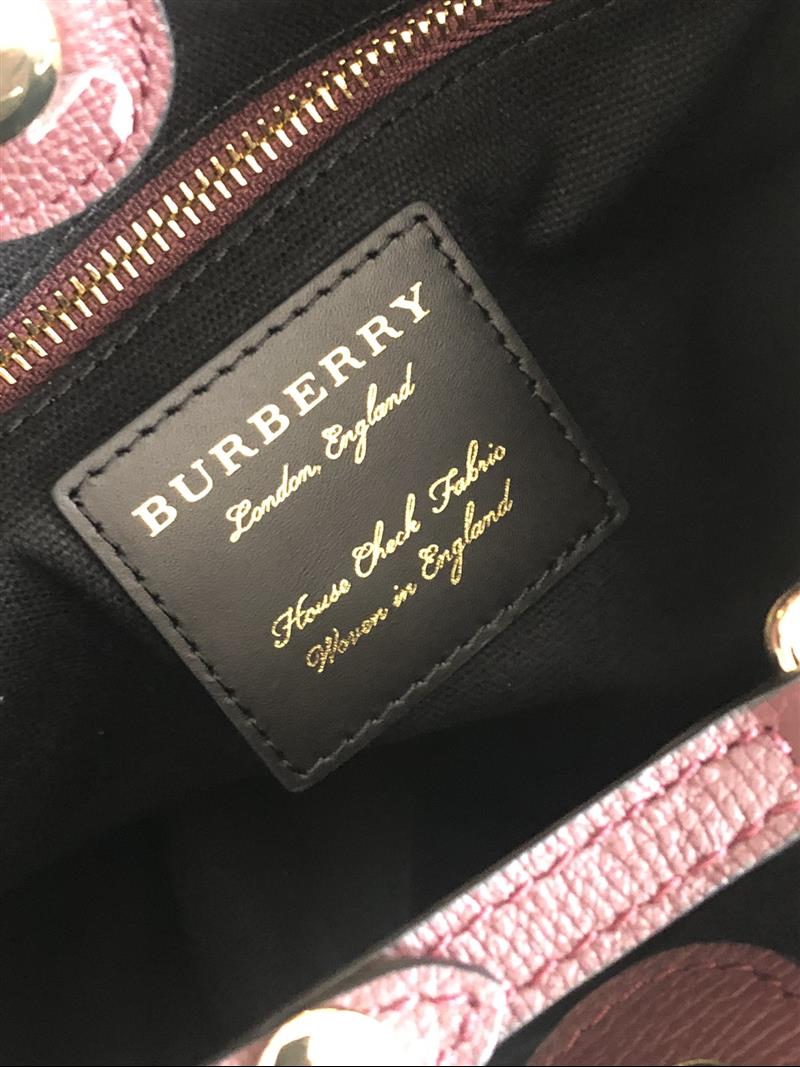 BURBERRY
London, England
House Check Fabric
Woven in England